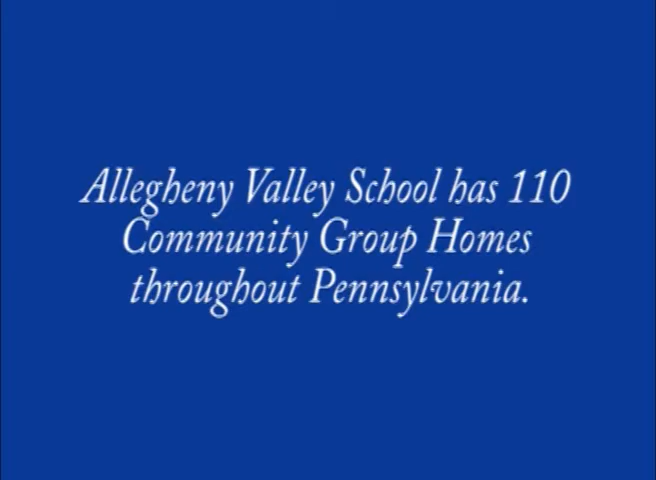 Allegheny Valley School has 110
Community Group Homes
throughout Pennsylvania.